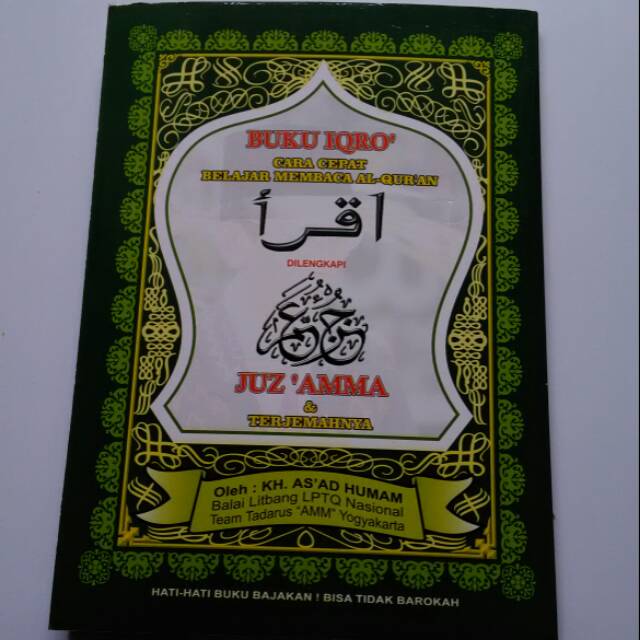 BUKU IQRO'
CARA CEPAT
BELAJAR MEMBACA AL-QUR'AN
اقرأ
DILENGKAPI
جزء عم
JUZ 'AMMA
&
TERJEMAHNYA
Oleh : KH. AS'AD HUMAM
Balai Litbang LPTQ Nasional
Team Tadarus "AMM" Yogyakarta
HATI-HATI BUKU BAJAKAN ! BISA TIDAK BAROKAH